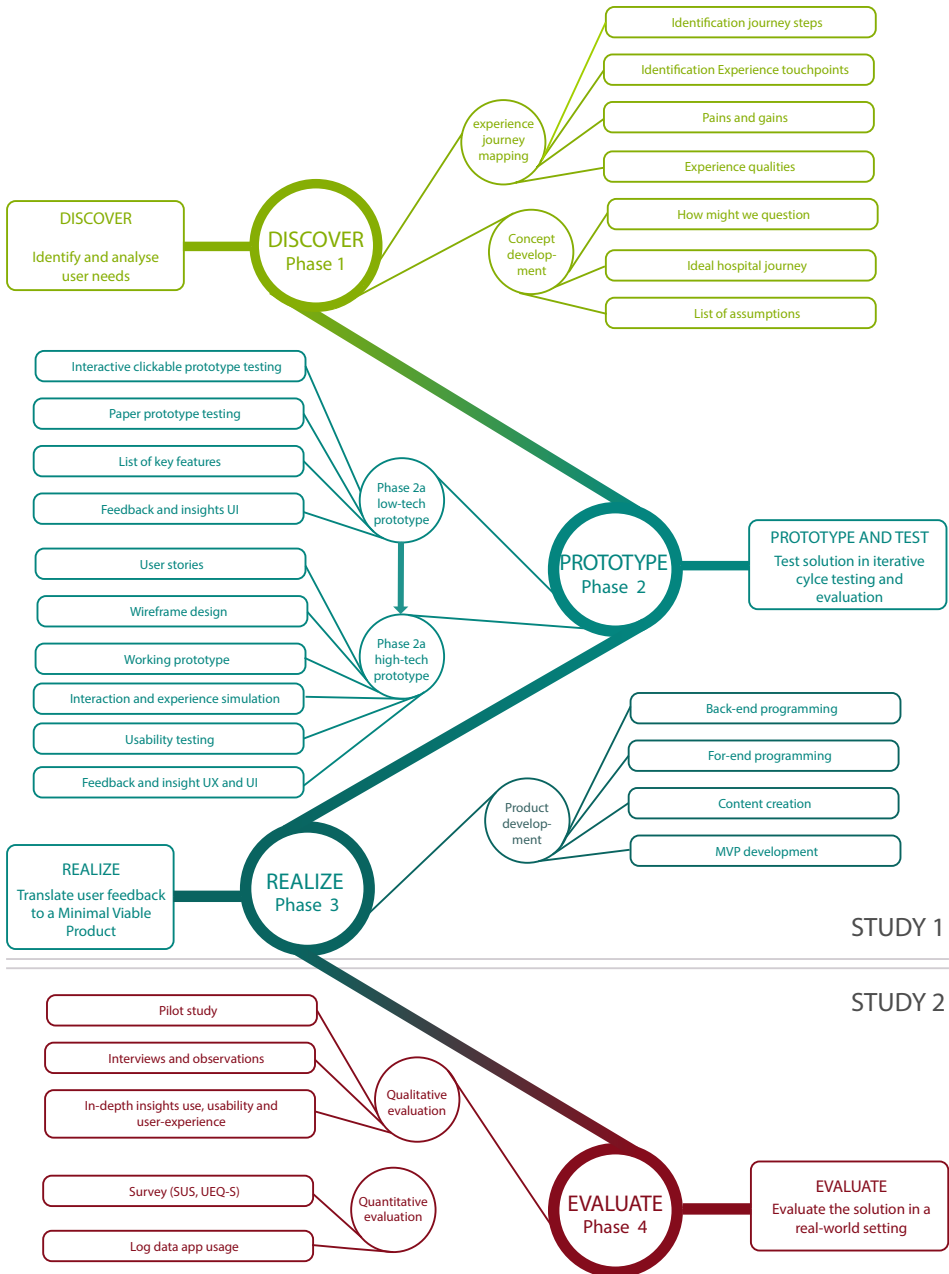 Identification journey steps
Identification Experience touchpoints
Pains and gains
Experience qualities
experience
journey
mapping
DISCOVER
Identify and analyse
user needs
DISCOVER
Phase 1
How might we question
Concept
develop-
ment
Ideal hospital journey
List of assumptions
Interactive clickable prototype testing
Paper prototype testing
List of key features
Feedback and insights UI
Phase 2a
low-tech
prototype
User stories
Wireframe design
Working prototype
Interaction and experience simulation
Usability testing
Feedback and insight UX and UI
Phase 2a
high-tech
prototype
PROTOTYPE
Phase 2
PROTOTYPE AND TEST
Test solution in iterative
cylce testing and
evaluation
Back-end programming
For-end programming
Content creation
MVP development
Product
develop-
ment
REALIZE
Translate user feedback
to a Minimal Viable
Product
REALIZE
Phase 3
STUDY 1
STUDY 2
Pilot study
Interviews and observations
In-depth insights use, usability and
user-experience
Qualitative
evaluation
Survey (SUS, UEQ-S)
Log data app usage
Quantitative
evaluation
EVALUATE
Phase 4
EVALUATE
Evaluate the solution in a
real-world setting